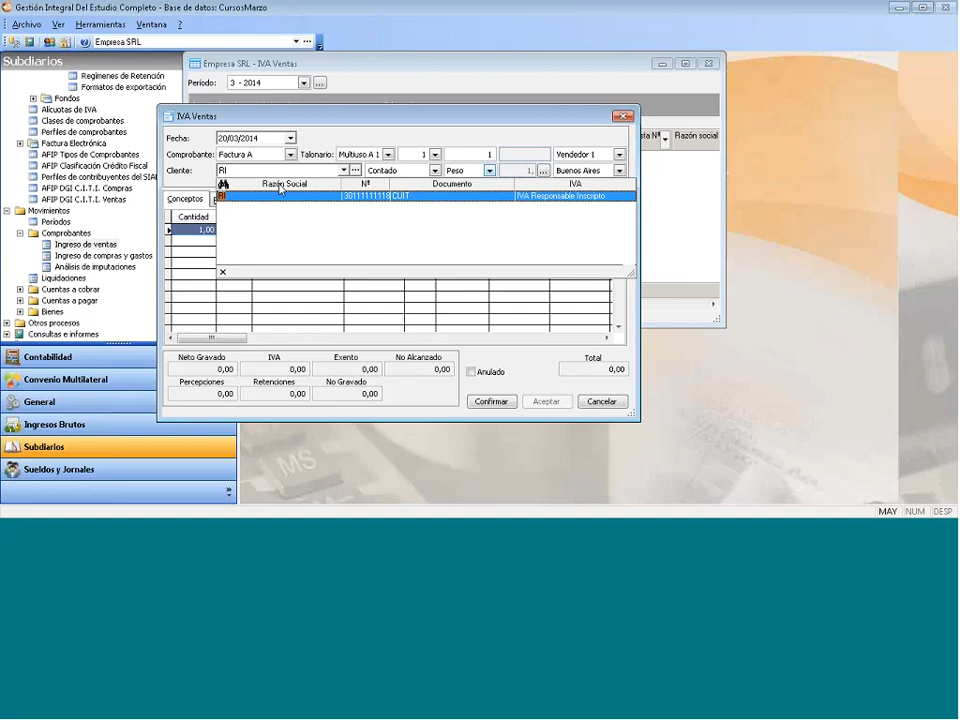 Gestión Integral Del Estudio Completo - Base de datos: CursosMarzo
Archivo Ver Herramientas Ventana ?
Empresa SRL
Subdiarios
Regímenes de Retención
Formatos de exportación
Fondos
Alícuotas de IVA
Clases de comprobantes
Perfiles de comprobantes
Factura Electrónica
AFIP Tipos de Comprobantes
AFIP Clasificación Crédito Fiscal
Perfiles de contribuyentes del SIAP
AFIP DGI C.I.T.I. Compras
AFIP DGI C.I.T.I. Ventas
Movimientos
Períodos
Comprobantes
Ingreso de ventas
Ingreso de compras y gastos
Análisis de imputaciones
Liquidaciones
Cuentas a cobrar
Cuentas a pagar
Bienes
Otros procesos
Consultas e informes
Contabilidad
Convenio Multilateral
General
Ingresos Brutos
Subdiarios
Sueldos y Jornales
Empresa SRL - IVA Ventas
Período: 3 - 2014
sta Nº Razón social
IVA Ventas
Fecha: 20/03/2014
Comprobante: Factura A Talonario: Multiuso A 1 1 1 Vendedor 1
Cliente: RI Contado Peso 1, Buenos Aires
Razón Social Nº Documento IVA
RI 30111111118 CUIT IVA Responsable Inscripto
Conceptos
Cantidad
1,00
Neto Gravado IVA Exento No Alcanzado Total
0,00 0,00 0,00 0,00 0,00
Anulado
Percepciones Retenciones No Gravado
0,00 0,00 0,00
Confirmar Aceptar Cancelar
MS
MAY NUM DESP